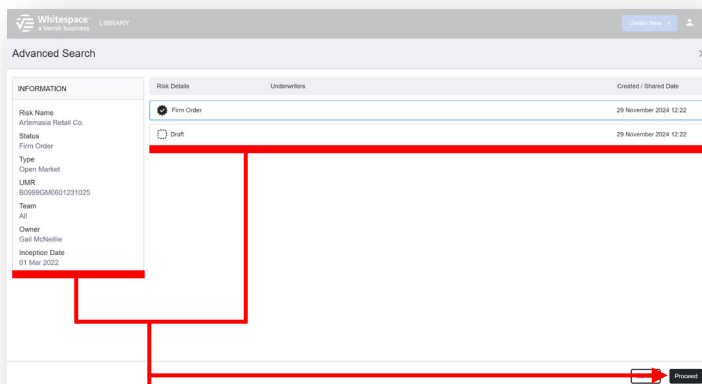 Whitespace
a Verisk business
LIBRARY
Create New
Advanced Search
INFORMATION
Risk Name
Artemasia Retail Co.
Status
Firm Order
Type
Open Market
UMR
B0999GM0601231025
Team
All
Owner
Gail McNeillie
Inception Date
01 Mar 2022
Risk Details Underwriters Created / Shared Date
Firm Order 29 November 2024 12:22
Draft 29 November 2024 12:22
Proceed